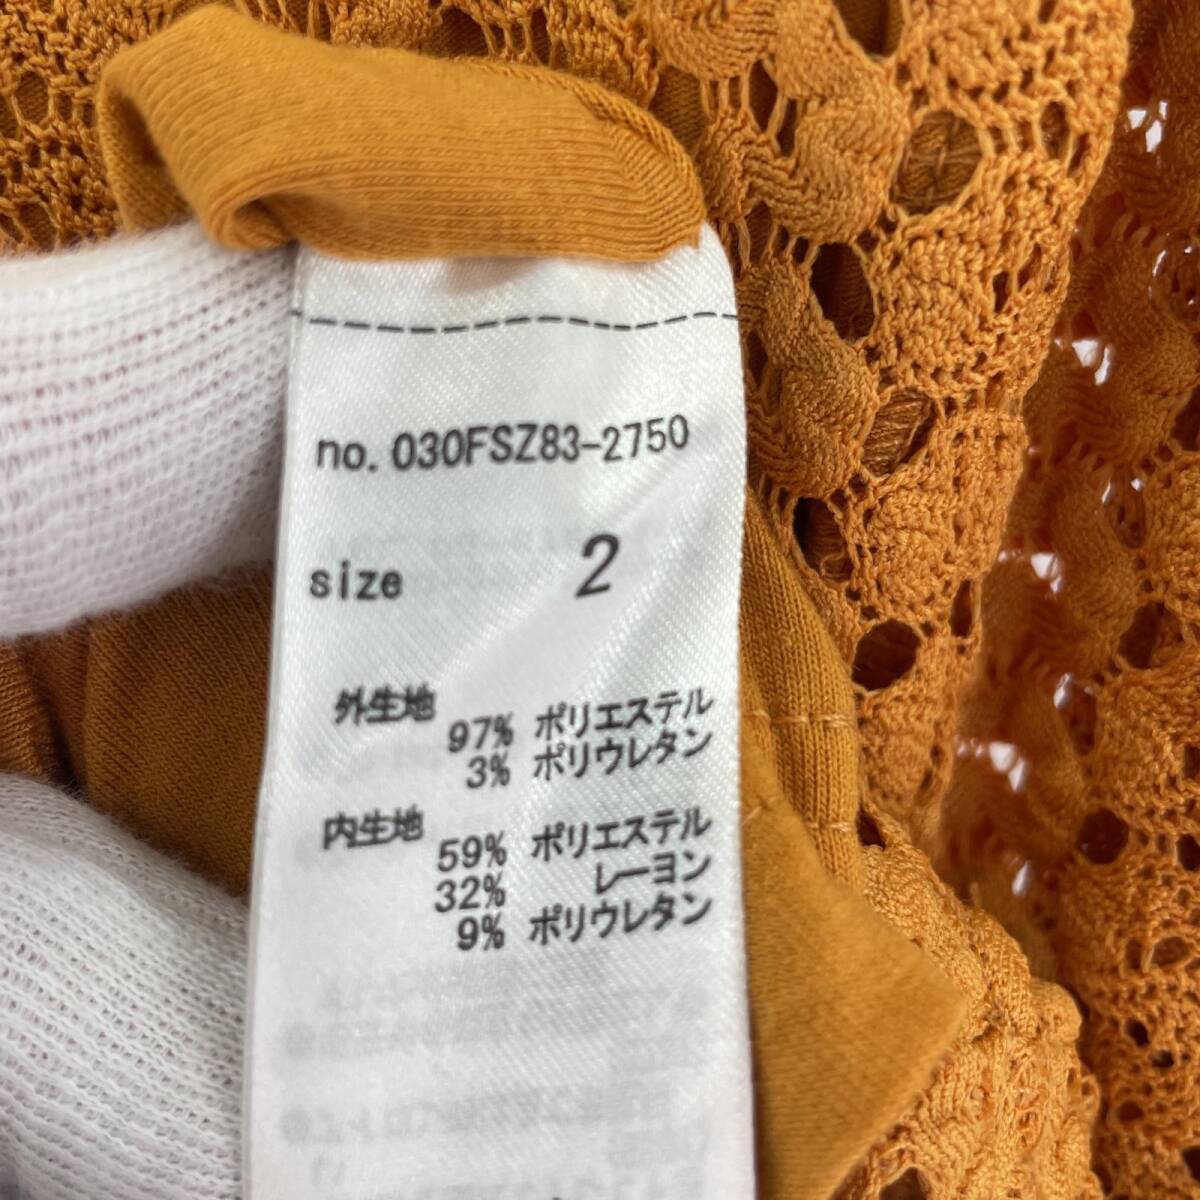 no. 030FSZ83-2750
size 2
外生地
97% ポリエステル
3% ポリウレタン
内生地
59% ポリエステル
32% レーヨン
9% ポリウレタン